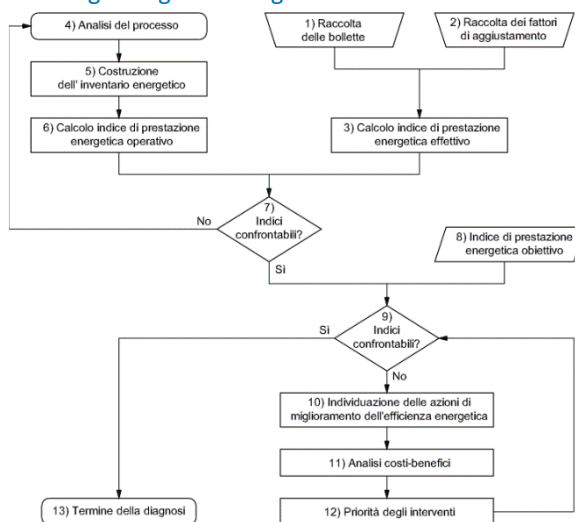 4) Analisi del processo
1) Raccolta
delle bollette
2) Raccolta dei fattori
di aggiustamento
5) Costruzione
dell' inventario energetico
6) Calcolo indice di prestazione
energetica operativo
3) Calcolo indice di prestazione
energetica effettivo
No
7)
Indici
confrontabili?
Sì
8) Indice di prestazione
energetica obiettivo
Sì
9)
Indici
confrontabili?
No
10) Individuazione delle azioni di
miglioramento dell'efficienza energetica
11) Analisi costi-benefici
13) Termine della diagnosi
12) Priorità degli interventi